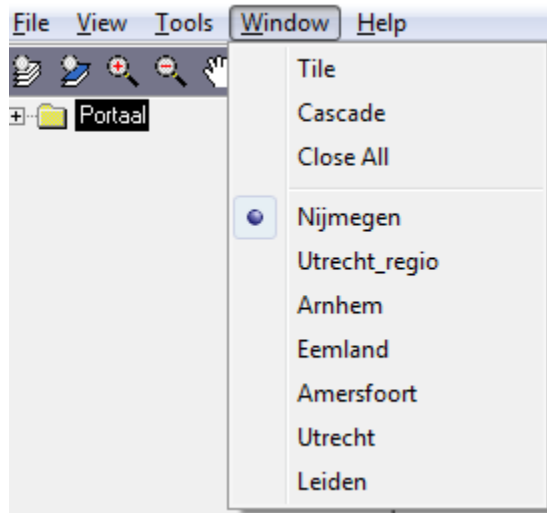 File View Tools Window Help
Portaal
Tile
Cascade
Close All
Nijmegen
Utrecht_regio
Arnhem
Eemland
Amersfoort
Utrecht
Leiden